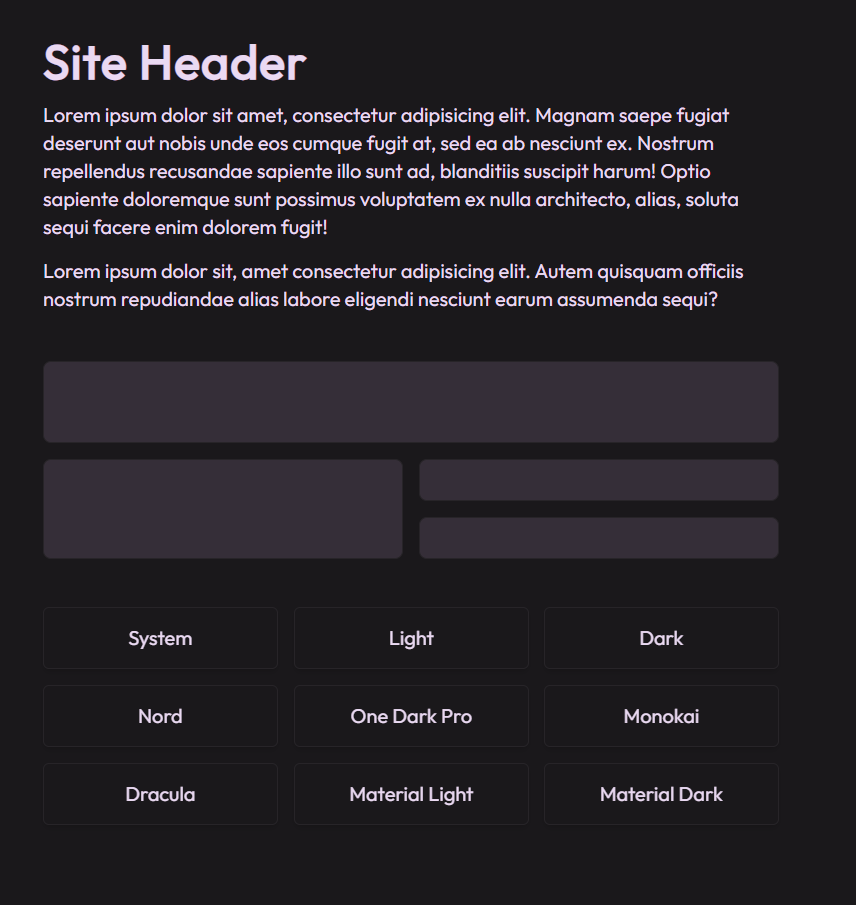 Site Header
Lorem ipsum dolor sit amet, consectetur adipisicing elit. Magnam saepe fugiat
deserunt aut nobis unde eos cumque fugit at, sed ea ab nesciunt ex. Nostrum
repellendus recusandae sapiente illo sunt ad, blanditiis suscipit harum! Optio
sapiente doloremque sunt possimus voluptatem ex nulla architecto, alias, soluta
sequi facere enim dolorem fugit!
Lorem ipsum dolor sit, amet consectetur adipisicing elit. Autem quisquam officiis
nostrum repudiandae alias labore eligendi nesciunt earum assumenda sequi?
System
Light
Dark
Nord
One Dark Pro
Monokai
Dracula
Material Light
Material Dark